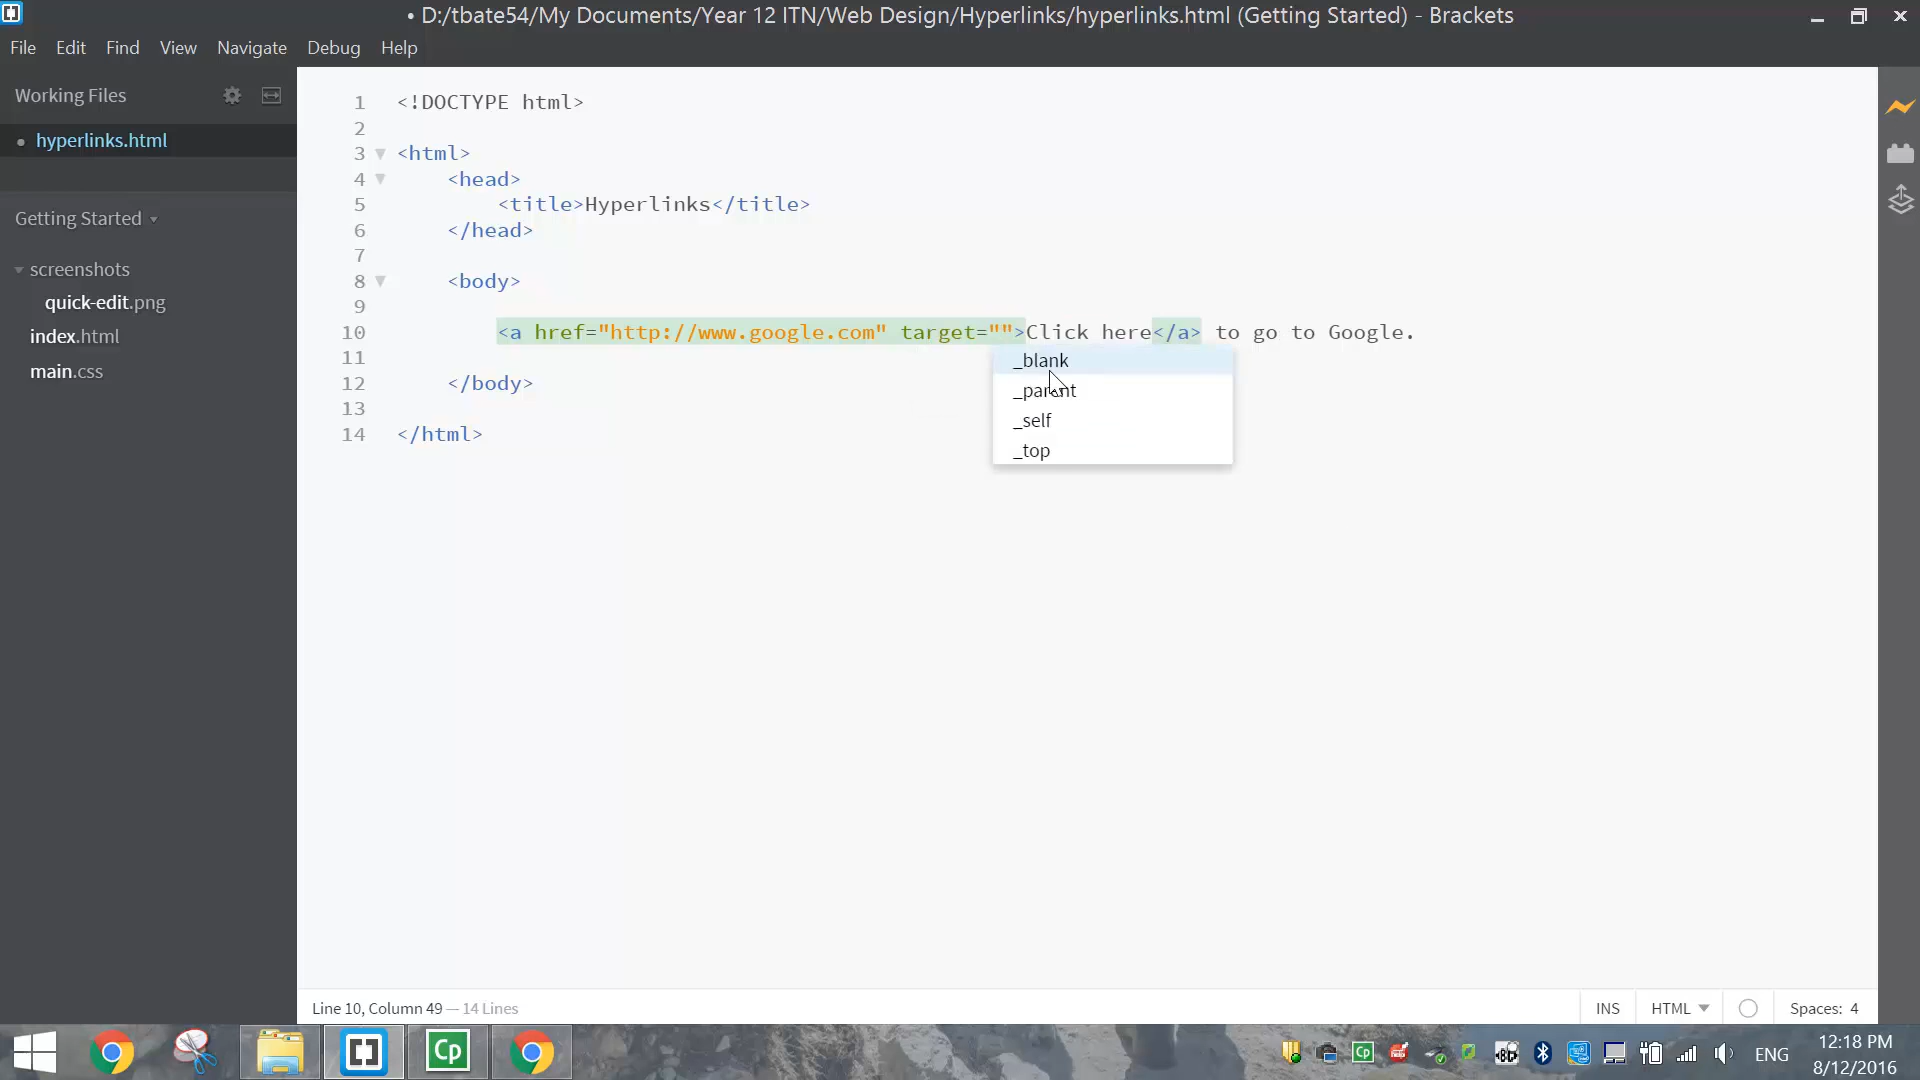 • D:/tbate54/My Documents/Year 12 ITN/Web Design/Hyperlinks/hyperlinks.html (Getting Started) - Brackets
File Edit Find View Navigate Debug Help
Working Files
• hyperlinks.html
Getting Started
screenshots
quick-edit.png
index.html
main.css
1 <!DOCTYPE html>
2
3 <html>
4 <head>
5 <title>Hyperlinks</title>
6 </head>
7
8 <body>
9
10 <a href="http://www.google.com" target="">Click here</a> to go to Google.
11
12 </body>
13
14 </html>
_blank
_parent
_self
_top
Line 10, Column 49 — 14 Lines
INS HTML Spaces: 4
Cp
Cp
ENG
12:18 PM
8/12/2016